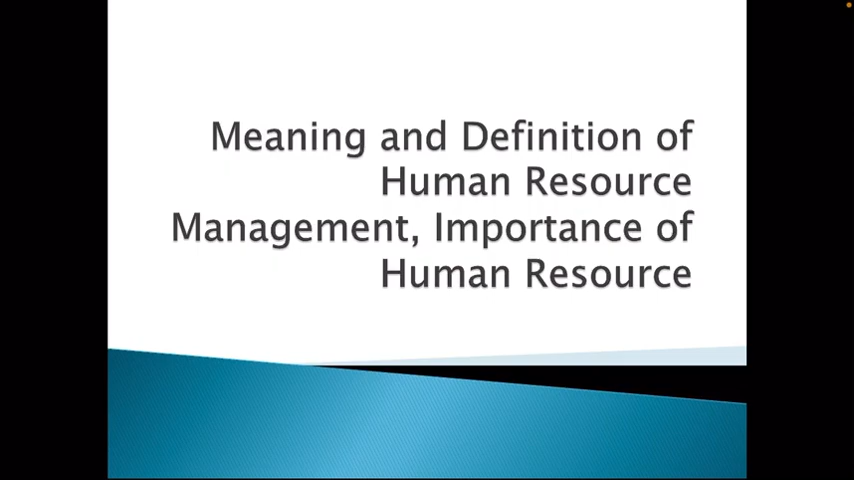 Meaning and Definition of
Human Resource
Management, Importance of
Human Resource